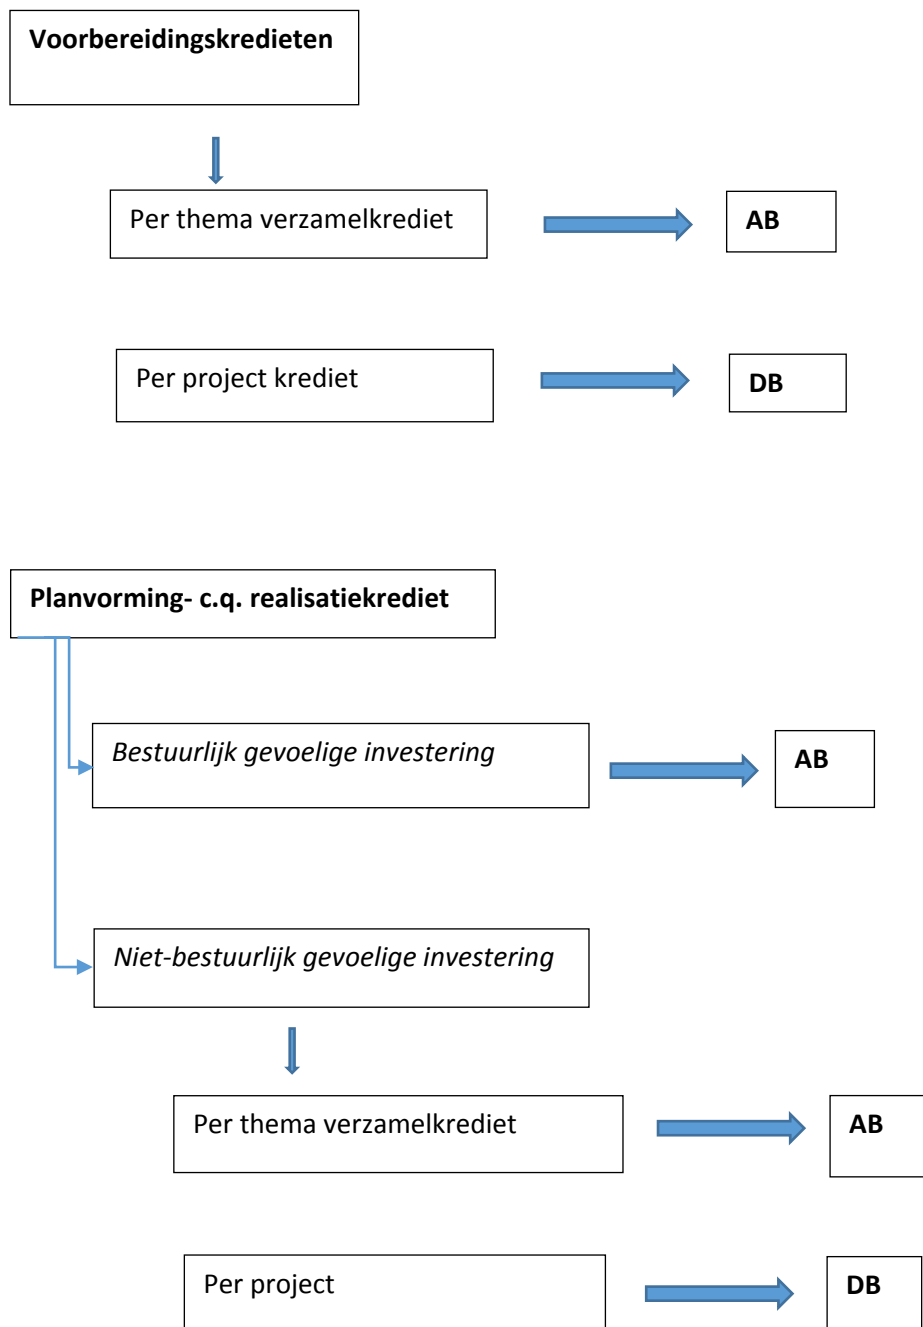 Voorbereidingskredieten
Per thema verzamelkrediet
AB
Per project krediet
DB
Planvorming- c.q. realisatiekrediet
Bestuurlijk gevoelige investering
AB
Niet-bestuurlijk gevoelige investering
Per thema verzamelkrediet
AB
Per project
DB